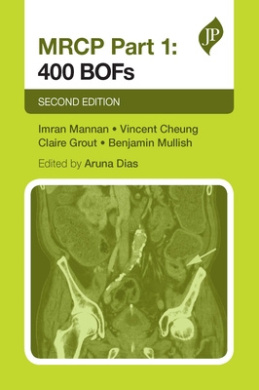 JP
MRCP Part 1:
400 BOFs
SECOND EDITION
Imran Mannan • Vincent Cheung
Claire Grout • Benjamin Mullish
Edited by Aruna Dias